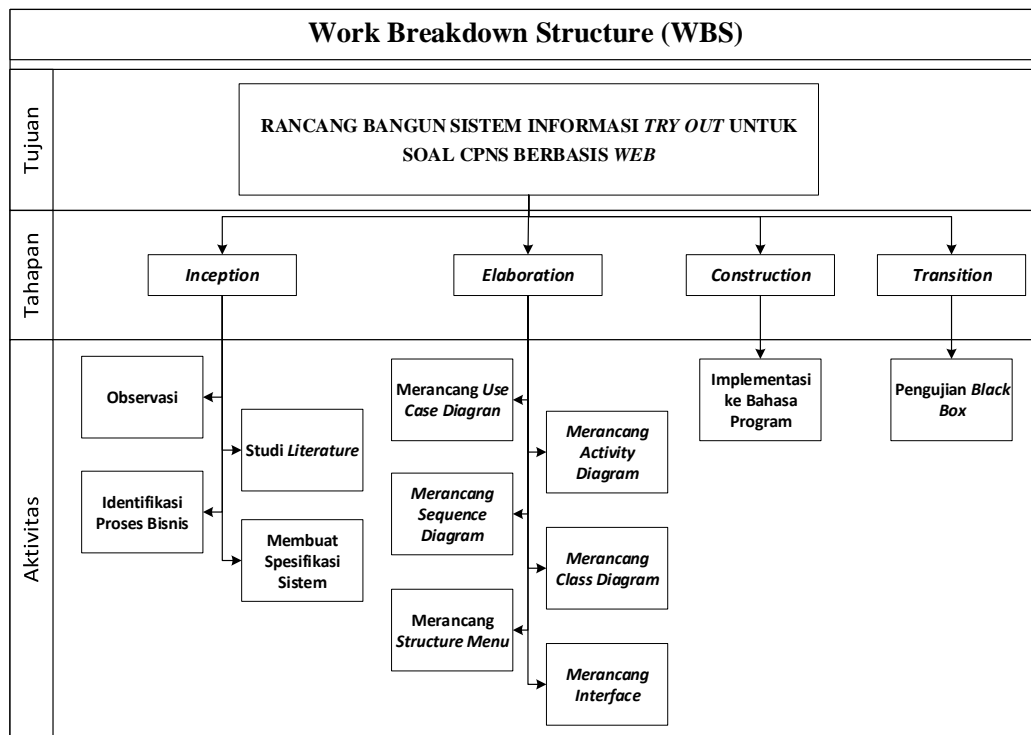 Work Breakdown Structure (WBS)
Tujuan
RANCANG BANGUN SISTEM INFORMASI TRY OUT UNTUK
SOAL CPNS BERBASIS WEB
Tahapan
Inception
Elaboration
Construction
Transition
Aktivitas
Observasi
Studi Literature
Identifikasi
Proses Bisnis
Membuat
Spesifikasi
Sistem
Merancang Use
Case Diagran
Merancang
Activity
Diagram
Merancang
Sequence
Diagram
Merancang
Class Diagram
Merancang
Structure Menu
Merancang
Interface
Implementasi
ke Bahasa
Program
Pengujian Black
Box